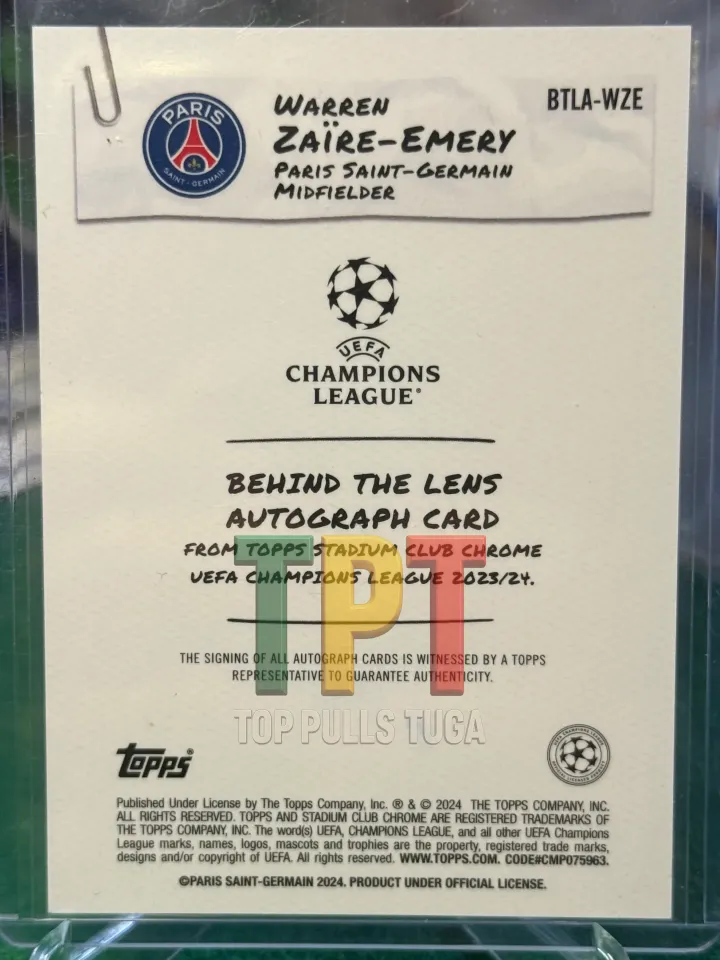 PARIS
SAINT-GERMAIN
WARREN
ZAÏRE-EMERY
PARIS SAINT-GERMAIN
MIDFIELDER
BTLA-WZE
UEFA
CHAMPIONS
LEAGUE®
BEHIND THE LENS
AUTOGRAPH CARD
FROM TOPPS STADIUM CLUB CHROME
UEFA CHAMPIONS LEAGUE 2023/24.
TPT
THE SIGNING OF ALL AUTOGRAPH CARDS IS WITNESSED BY A TOPPS
REPRESENTATIVE TO GUARANTEE AUTHENTICITY.
TOP PULLS TUGA
topps®
Published Under License by The Topps Company, Inc. ® & © 2024 THE TOPPS COMPANY, INC.
ALL RIGHTS RESERVED. TOPPS AND STADIUM CLUB CHROME ARE REGISTERED TRADEMARKS OF
THE TOPPS COMPANY, INC. The word(s) UEFA, CHAMPIONS LEAGUE, and all other UEFA Champions
League marks, names, logos, mascots and trophies are the property, registered trade marks,
designs and/or copyright of UEFA. All rights reserved. WWW.TOPPS.COM. CODE#CMP075963.
©PARIS SAINT-GERMAIN 2024. PRODUCT UNDER OFFICIAL LICENSE.